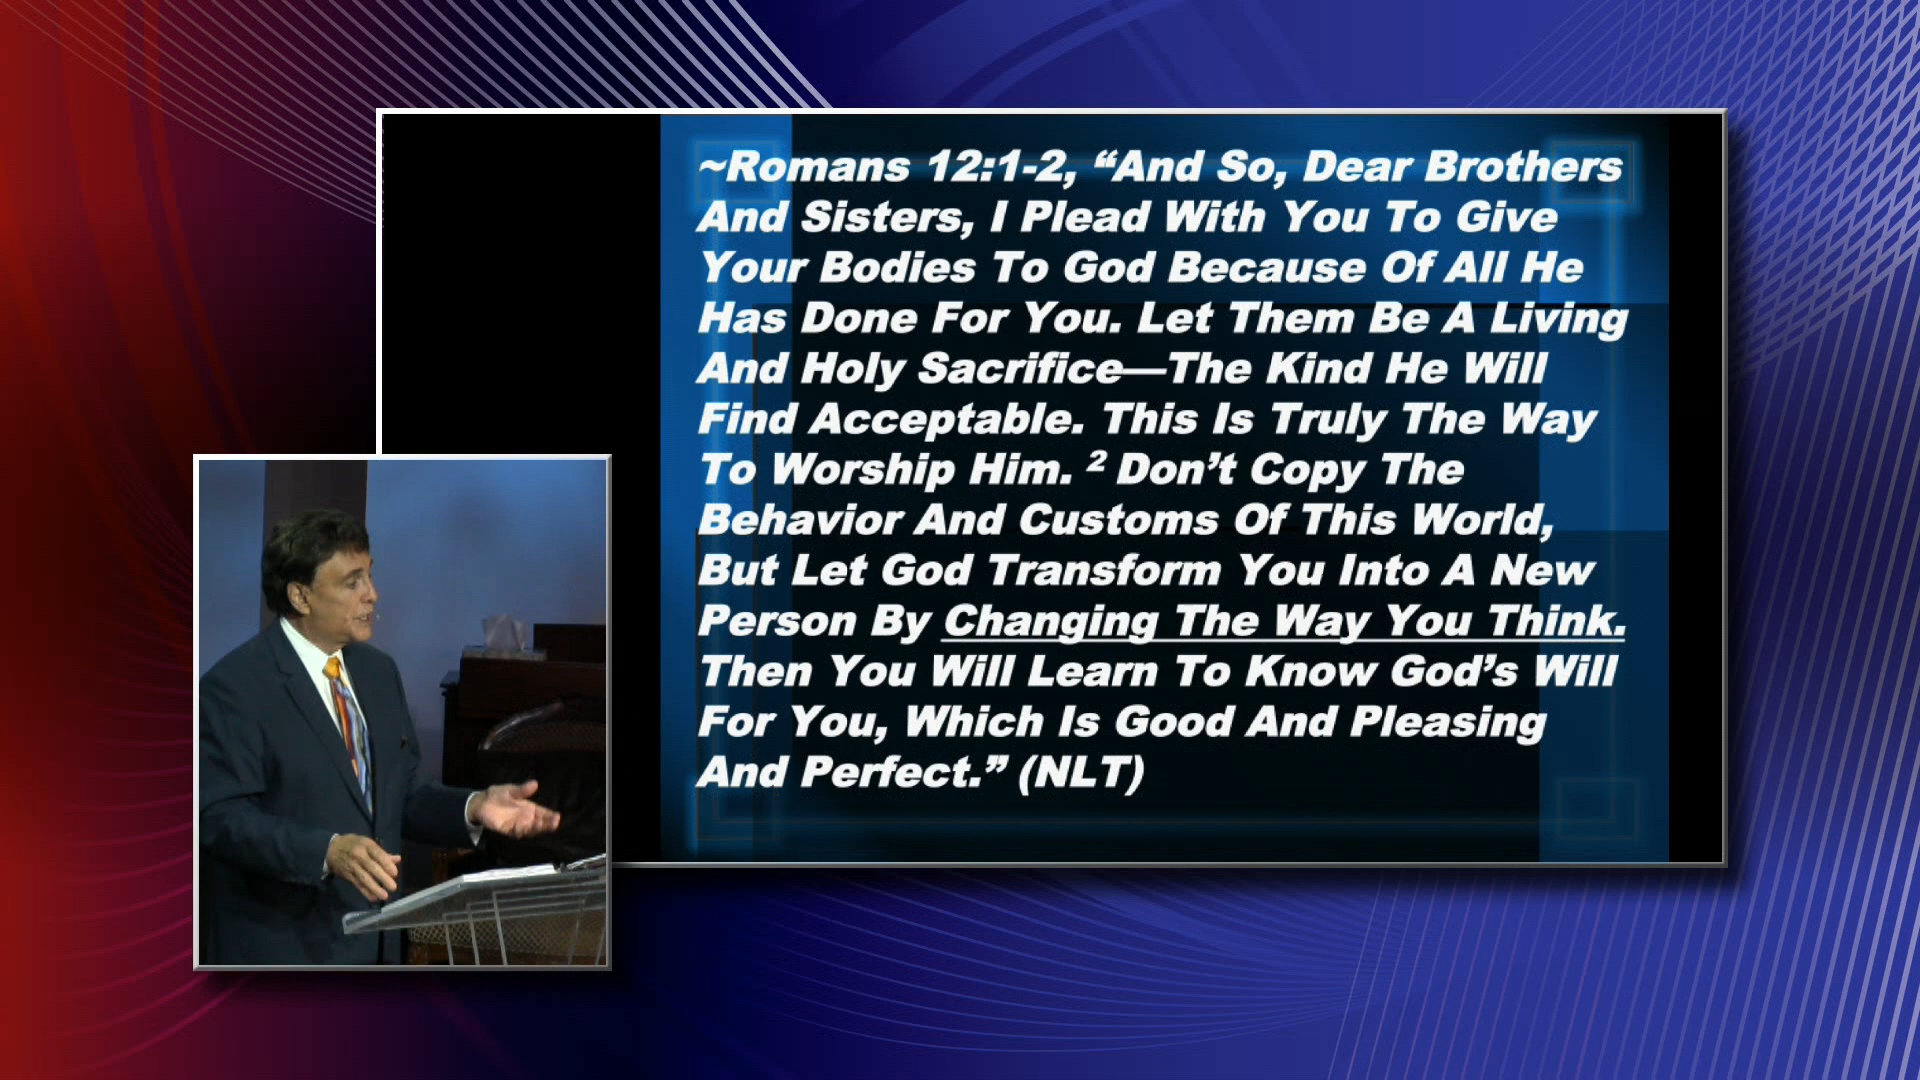 ~Romans 12:1-2, “And So, Dear Brothers
And Sisters, I Plead With You To Give
Your Bodies To God Because Of All He
Has Done For You. Let Them Be A Living
And Holy Sacrifice—The Kind He Will
Find Acceptable. This Is Truly The Way
To Worship Him. ² Don’t Copy The
Behavior And Customs Of This World,
But Let God Transform You Into A New
Person By Changing The Way You Think.
Then You Will Learn To Know God’s Will
For You, Which Is Good And Pleasing
And Perfect.” (NLT)